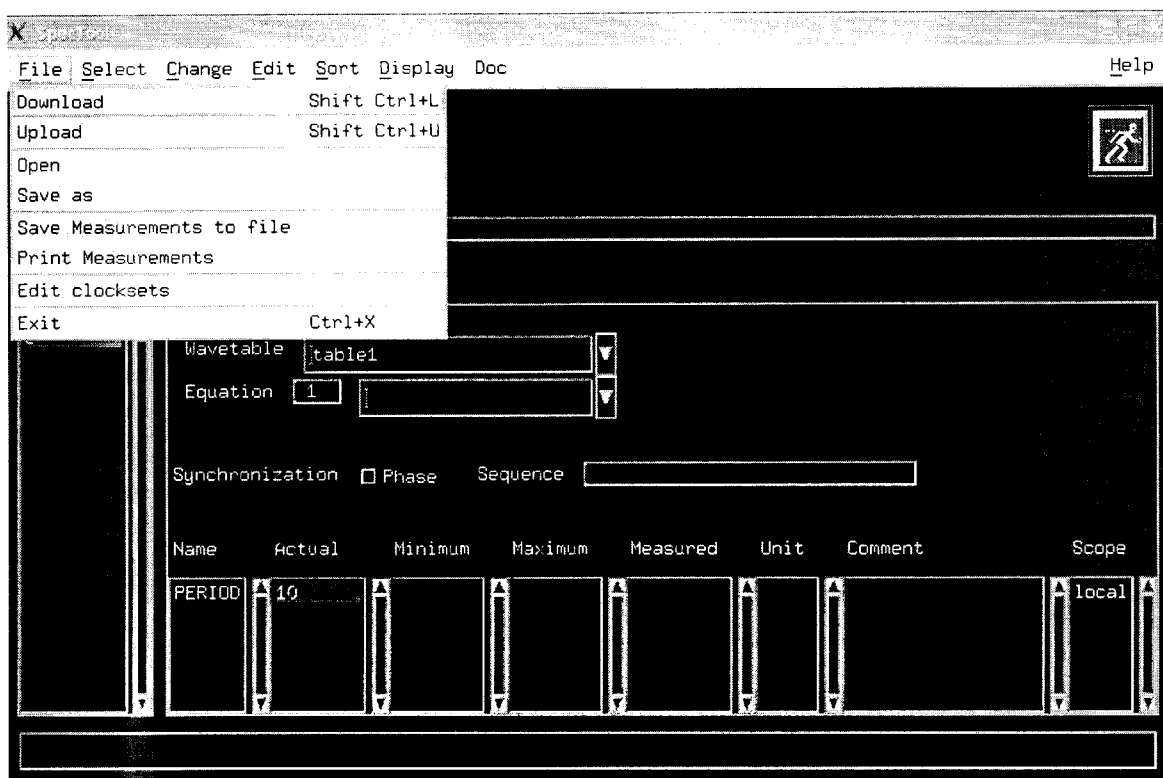 X SpecTool
File Select Change Edit Sort Display Doc Help
Download Shift Ctrl+L
Upload Shift Ctrl+U
Open
Save as
Save Measurements to file
Print Measurements
Edit clocksets
Exit Ctrl+X
Wavetable table1
Equation 1
Synchronization Phase Sequence
Name Actual Minimum Maximum Measured Unit Comment Scope
PERIOD 10 local